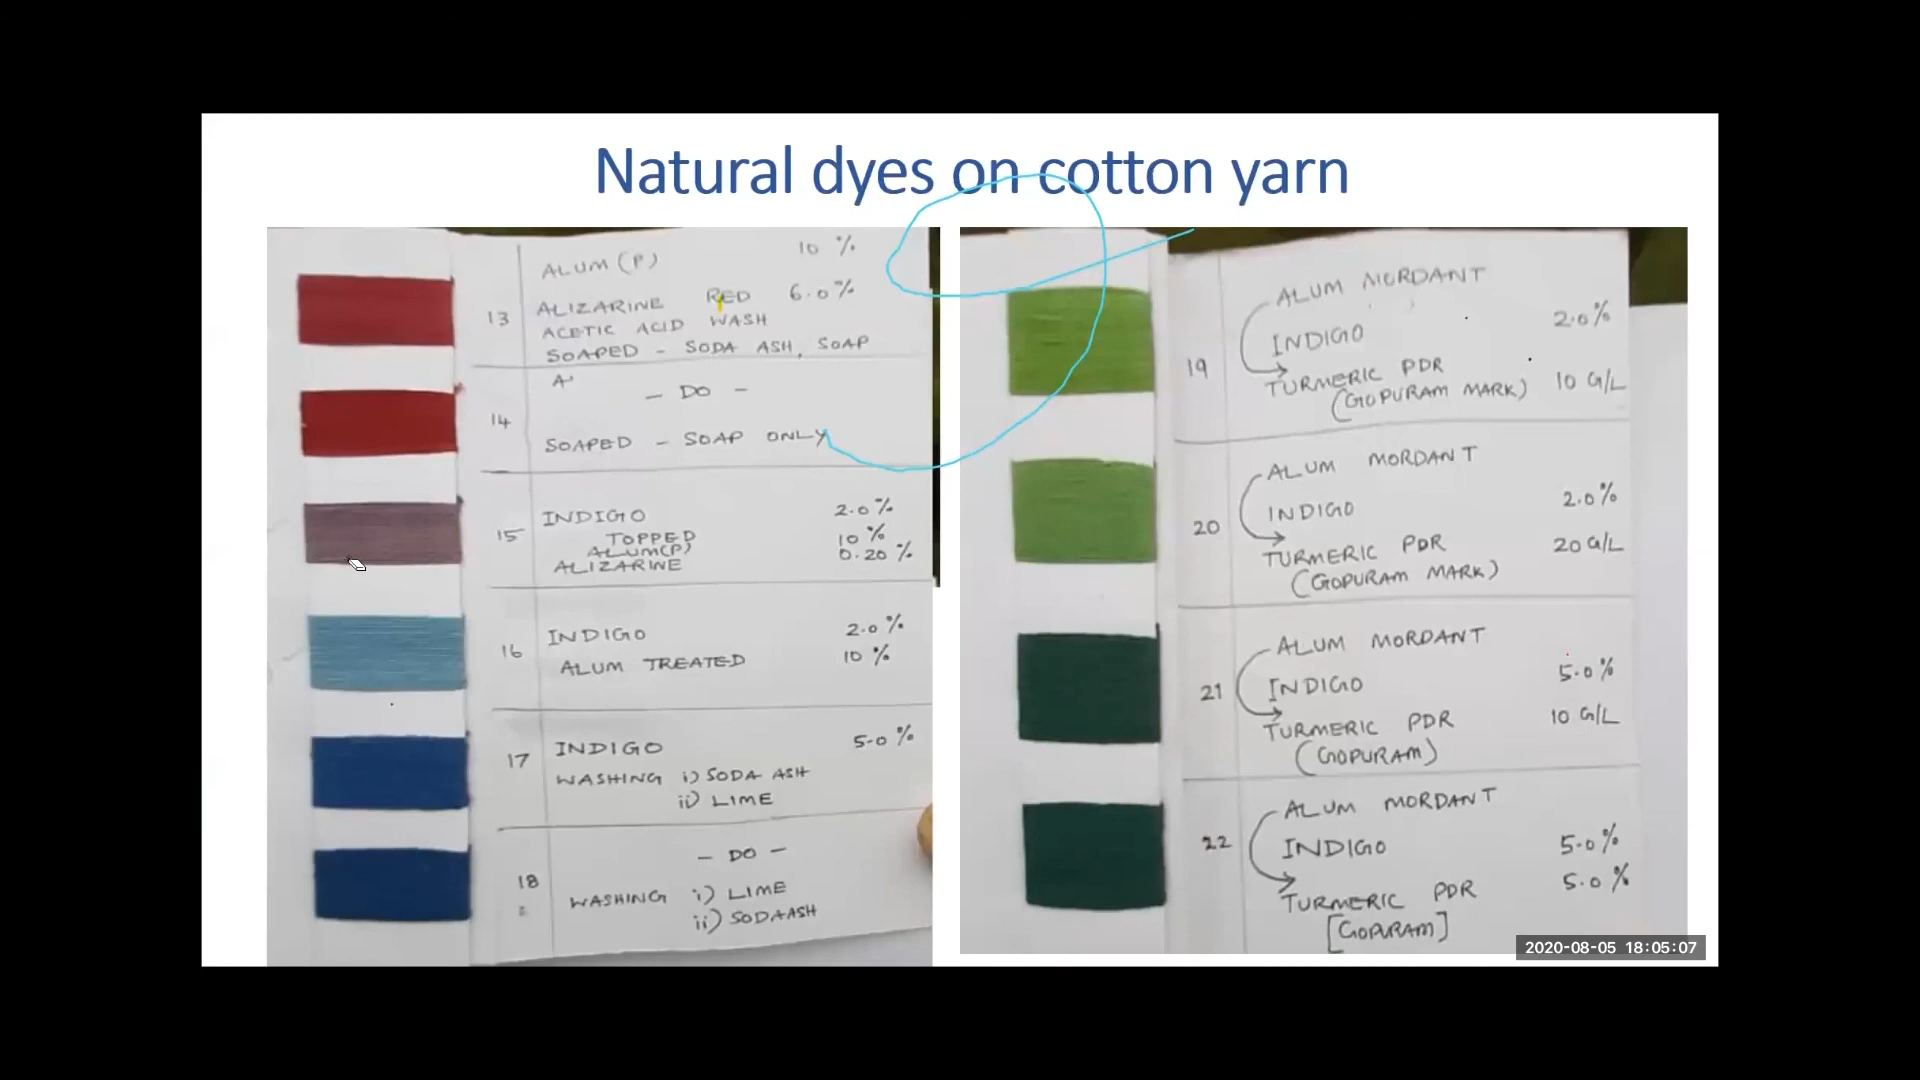 Natural dyes on cotton yarn
ALUM (P) 10 %
13 ALIZARINE RED 6.0%
ACETIC ACID WASH
SOAPED - SODA ASH, SOAP
- DO -
14
SOAPED - SOAP ONLY
INDIGO 2.0%
15 TOPPED
ALUM(P) 10%
ALIZARINE 0.20%
INDIGO 2.0%
16
ALUM TREATED 10%
INDIGO 5.0%
17
WASHING i) SODA ASH
ii) LIME
- DO -
18
WASHING i) LIME
ii) SODA ASH
ALUM MORDANT
INDIGO 2.0%
19
TURMERIC PDR 10 G/L
(GOPURAM MARK)
ALUM MORDANT
INDIGO 2.0%
20
TURMERIC PDR 20 G/L
(GOPURAM MARK)
ALUM MORDANT
21 INDIGO 5.0%
TURMERIC PDR 10 G/L
(GOPURAM)
ALUM MORDANT
22 INDIGO 5.0%
TURMERIC PDR 5.0%
[GOPURAM]
2020-08-05 18:05:07